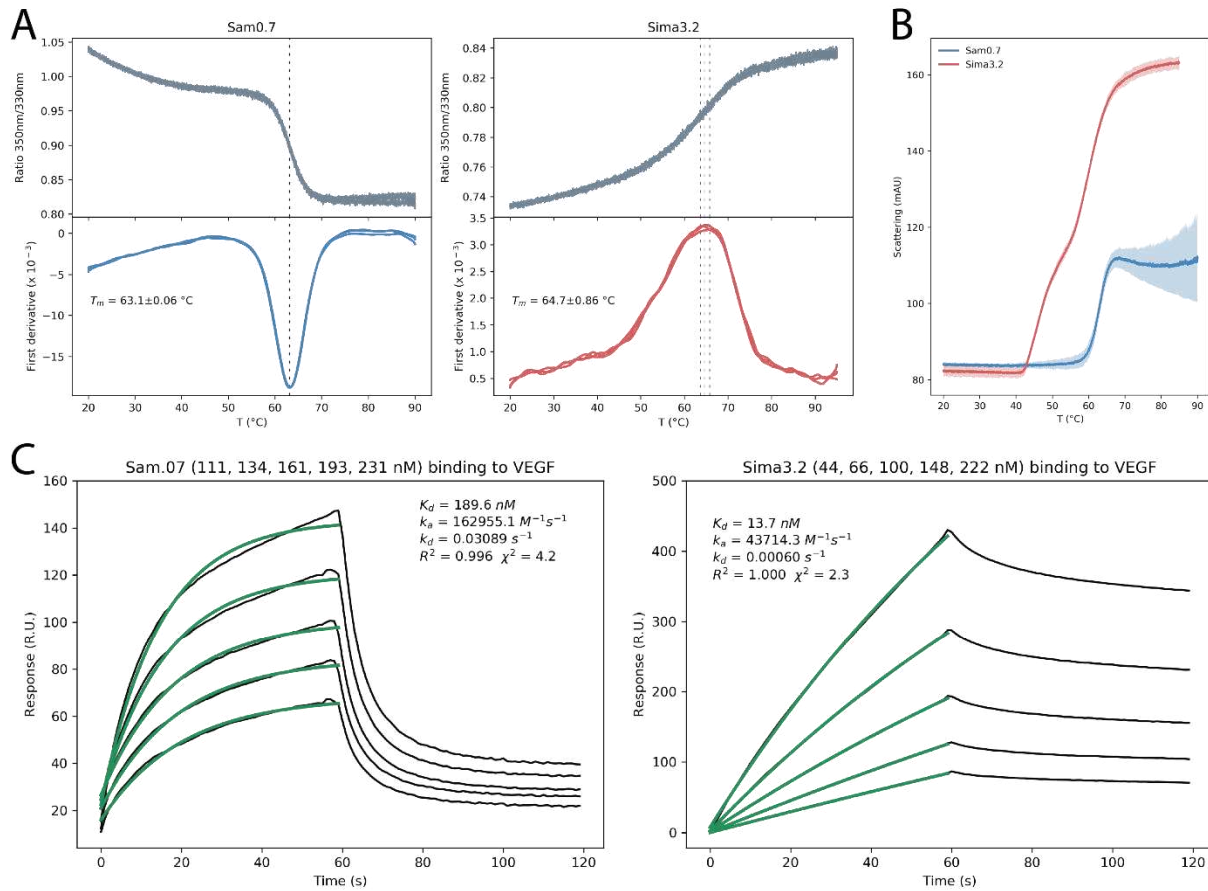 A
Sam0.7
1.05
1.00
0.95
0.90
0.85
0.80
Ratio 350nm/330nm
0
−5
−10
−15
First derivative (x 10⁻³)
Tₘ = 63.1±0.06 °C
20 30 40 50 60 70 80 90
T (°C)
Sima3.2
0.84
0.82
0.80
0.78
0.76
0.74
Ratio 350nm/330nm
3.5
3.0
2.5
2.0
1.5
1.0
0.5
First derivative (x 10⁻³)
Tₘ = 64.7±0.86 °C
20 30 40 50 60 70 80 90
T (°C)
B
Sam0.7
Sima3.2
160
140
120
100
80
Scattering (mAU)
20 30 40 50 60 70 80 90
T (°C)
C
Sam.07 (111, 134, 161, 193, 231 nM) binding to VEGF
160
140
120
100
80
60
40
20
Response (R.U.)
K_d = 189.6 nM
k_a = 162955.1 M⁻¹s⁻¹
k_d = 0.03089 s⁻¹
R² = 0.996 χ² = 4.2
0 20 40 60 80 100 120
Time (s)
Sima3.2 (44, 66, 100, 148, 222 nM) binding to VEGF
500
400
300
200
100
0
Response (R.U.)
K_d = 13.7 nM
k_a = 43714.3 M⁻¹s⁻¹
k_d = 0.00060 s⁻¹
R² = 1.000 χ² = 2.3
0 20 40 60 80 100 120
Time (s)